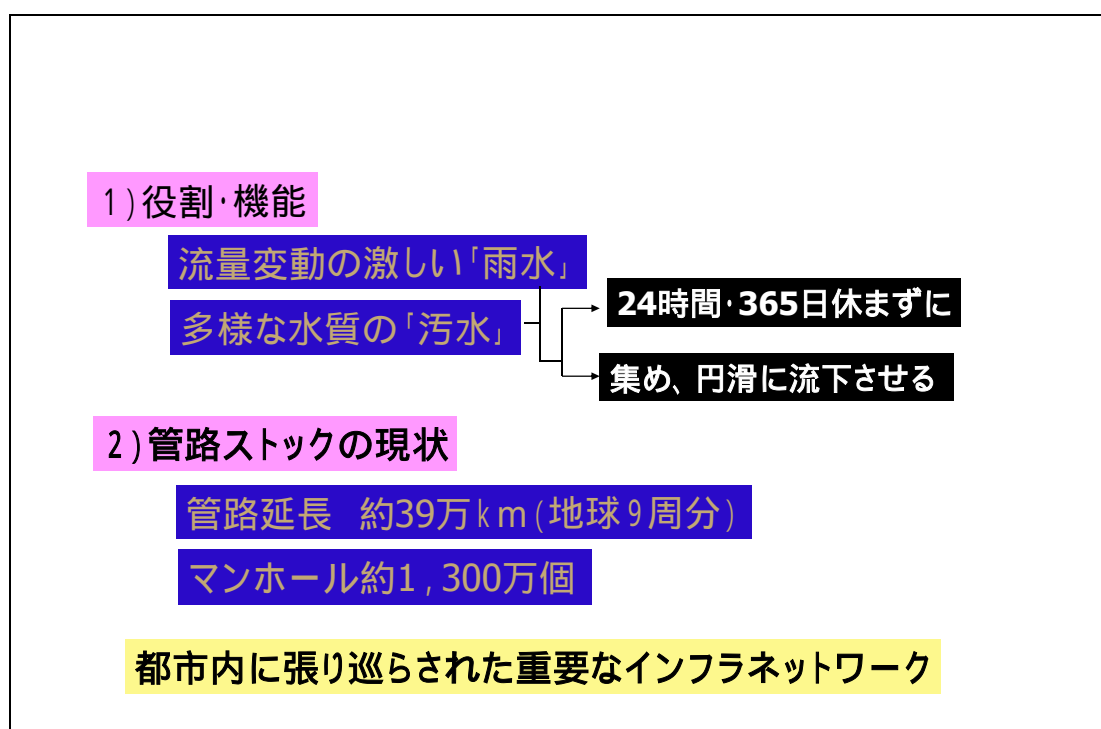 1)役割・機能
流量変動の激しい「雨水」
多様な水質の「汚水」
24時間・365日休まずに
集め、円滑に流下させる
2)管路ストックの現状
管路延長 約39万km(地球9周分)
マンホール約1,300万個
都市内に張り巡らされた重要なインフラネットワーク